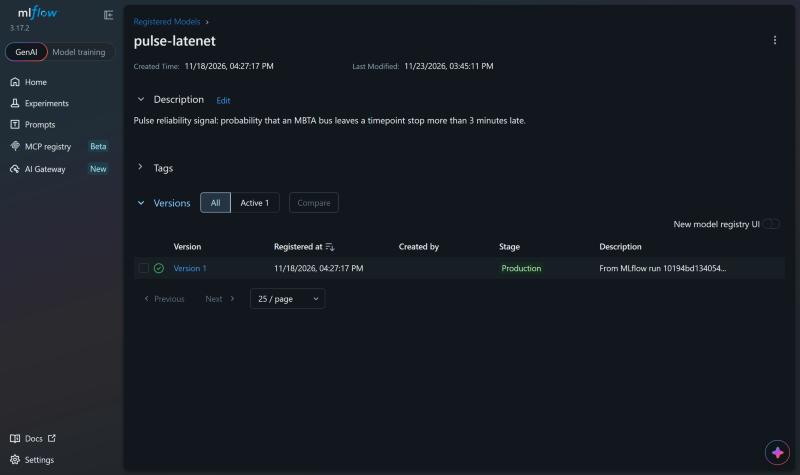 mlflow
3.17.2
GenAI Model training
Home
Experiments
Prompts
MCP registry Beta
AI Gateway New
Docs
Settings
Registered Models
pulse-latenet
Created Time: 11/18/2026, 04:27:17 PM Last Modified: 11/23/2026, 03:45:11 PM
Description Edit
Pulse reliability signal: probability that an MBTA bus leaves a timepoint stop more than 3 minutes late.
Tags
Versions All Active 1 Compare
New model registry UI
Version Registered at Created by Stage Description
Version 1 11/18/2026, 04:27:17 PM Production From MLflow run 10194bd134054...
Previous Next 25 / page